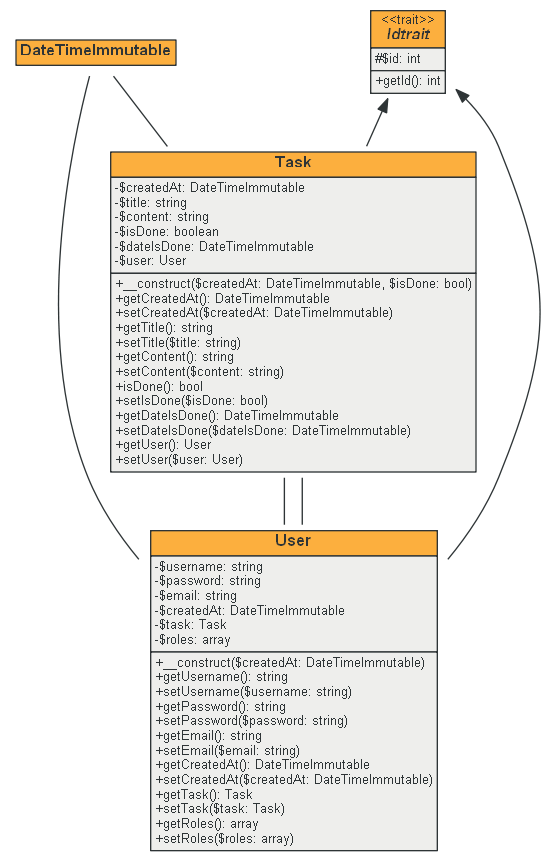 DateTimeImmutable
<<trait>>
Idtrait
#$id: int
+getId(): int
Task
-$createdAt: DateTimeImmutable
-$title: string
-$content: string
-$isDone: boolean
-$dateIsDone: DateTimeImmutable
-$user: User
+__construct($createdAt: DateTimeImmutable, $isDone: bool)
+getCreatedAt(): DateTimeImmutable
+setCreatedAt($createdAt: DateTimeImmutable)
+getTitle(): string
+setTitle($title: string)
+getContent(): string
+setContent($content: string)
+isDone(): bool
+setIsDone($isDone: bool)
+getDateIsDone(): DateTimeImmutable
+setDateIsDone($dateIsDone: DateTimeImmutable)
+getUser(): User
+setUser($user: User)
User
-$username: string
-$password: string
-$email: string
-$createdAt: DateTimeImmutable
-$task: Task
-$roles: array
+__construct($createdAt: DateTimeImmutable)
+getUsername(): string
+setUsername($username: string)
+getPassword(): string
+setPassword($password: string)
+getEmail(): string
+setEmail($email: string)
+getCreatedAt(): DateTimeImmutable
+setCreatedAt($createdAt: DateTimeImmutable)
+getTask(): Task
+setTask($task: Task)
+getRoles(): array
+setRoles($roles: array)